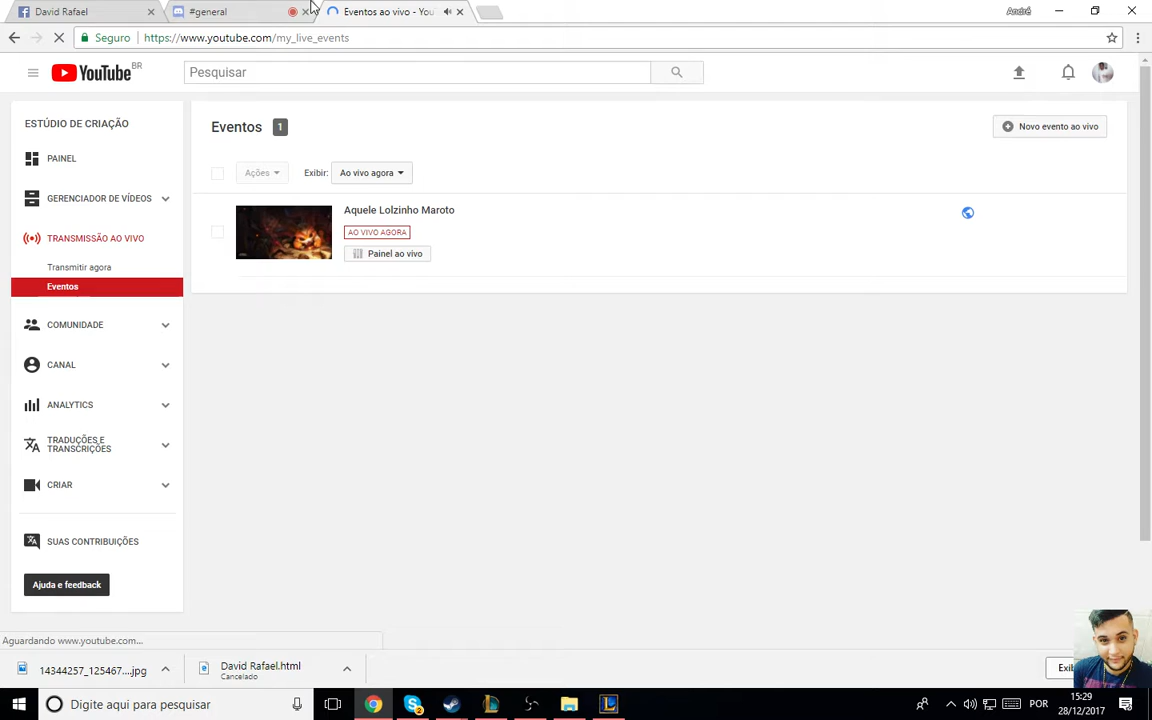 David Rafael
#general
Eventos ao vivo - You
André
Seguro
https://www.youtube.com/my_live_events
YouTube BR
Pesquisar
ESTÚDIO DE CRIAÇÃO
PAINEL
GERENCIADOR DE VÍDEOS
TRANSMISSÃO AO VIVO
Transmitir agora
Eventos
COMUNIDADE
CANAL
ANALYTICS
TRADUÇÕES E
TRANSCRIÇÕES
CRIAR
SUAS CONTRIBUIÇÕES
Ajuda e feedback
Eventos 1
Novo evento ao vivo
Ações
Exibir:
Ao vivo agora
Aquele Lolzinho Maroto
AO VIVO AGORA
Painel ao vivo
Aguardando www.youtube.com...
14344257_125467....jpg
David Rafael.html
Cancelado
Exib
Digite aqui para pesquisar
POR
15:29
28/12/2017